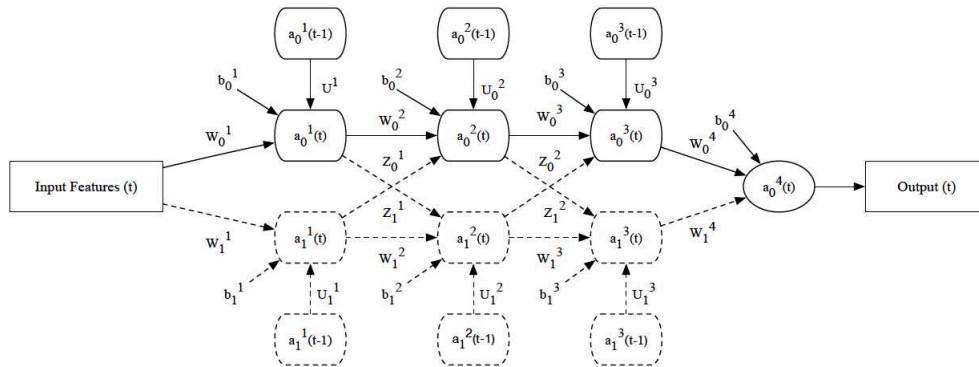 a₀¹(t-1) a₀²(t-1) a₀³(t-1)
b₀¹ U¹ b₀² U₀² b₀³ U₀³
a₀¹(t) W₀² a₀²(t) W₀³ a₀³(t)
W₀¹ W₀⁴ b₀⁴
Z₀¹ Z₀²
Input Features (t) a₀⁴(t) Output (t)
Z₁¹ Z₁²
W₁¹ a₁¹(t) a₁²(t) a₁³(t) W₁⁴
W₁² W₁³
b₁¹ U₁¹ b₁² U₁² b₁³ U₁³
a₁¹(t-1) a₁²(t-1) a₁³(t-1)